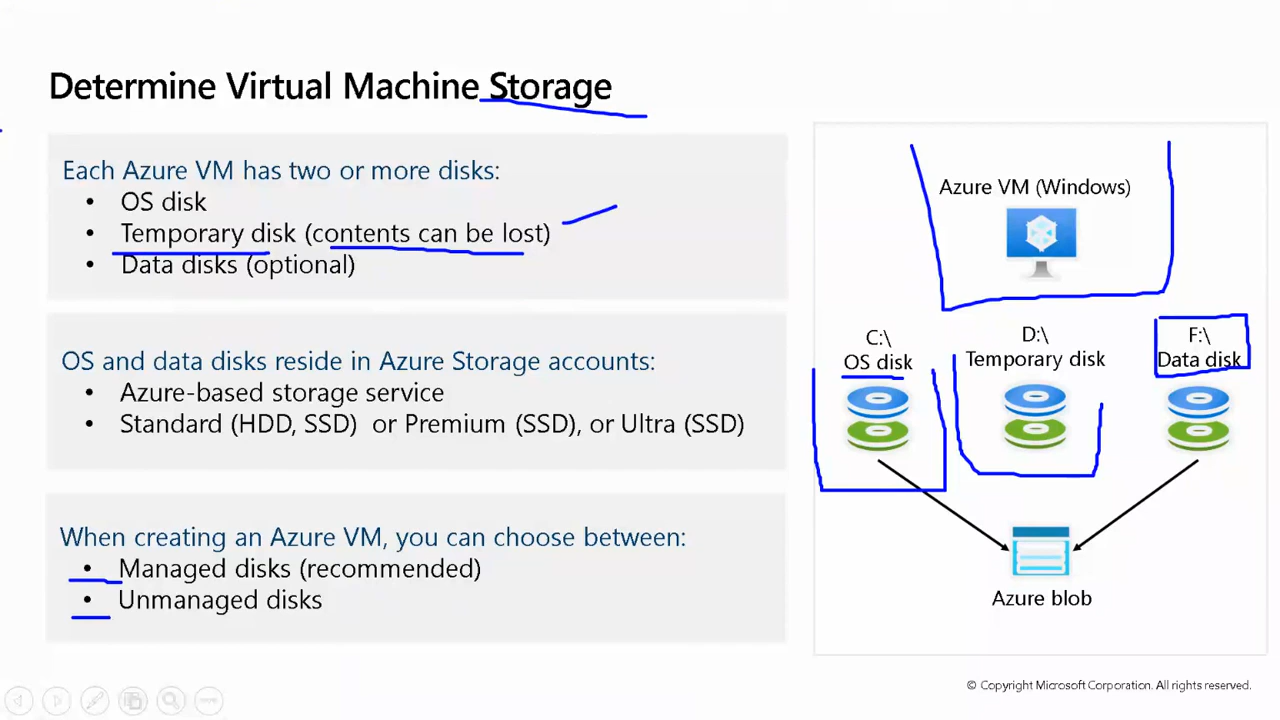 Determine Virtual Machine Storage
Each Azure VM has two or more disks:
• OS disk
• Temporary disk (contents can be lost)
• Data disks (optional)
OS and data disks reside in Azure Storage accounts:
• Azure-based storage service
• Standard (HDD, SSD) or Premium (SSD), or Ultra (SSD)
When creating an Azure VM, you can choose between:
• Managed disks (recommended)
• Unmanaged disks
Azure VM (Windows)
C:\
OS disk
D:\
Temporary disk
F:\
Data disk
Azure blob
© Copyright Microsoft Corporation. All rights reserved.